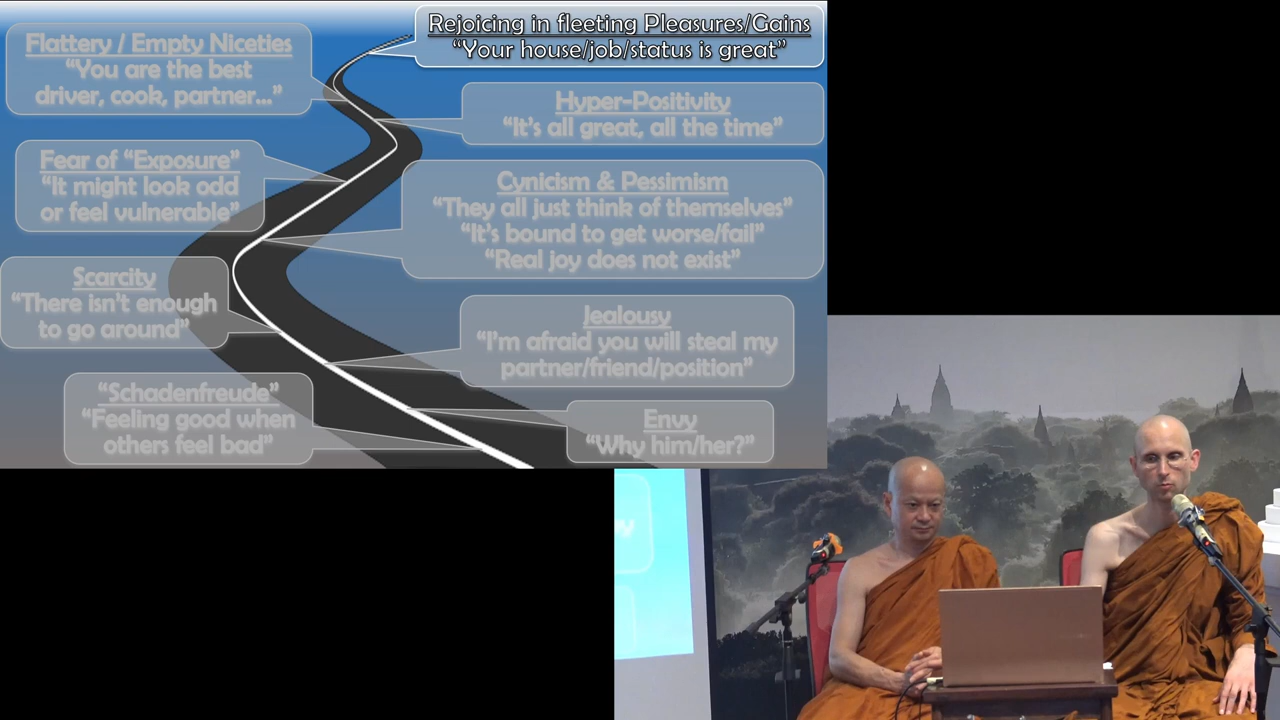 Rejoicing in fleeting Pleasures/Gains
“Your house/job/status is great”
Flattery / Empty Niceties
“You are the best
driver, cook, partner...”
Hyper-Positivity
“It’s all great, all the time”
Fear of “Exposure”
“It might look odd
or feel vulnerable”
Cynicism & Pessimism
“They all just think of themselves”
“It’s bound to get worse/fail”
“Real joy does not exist”
Scarcity
“There isn’t enough
to go around”
Jealousy
“I’m afraid you will steal my
partner/friend/position”
“Schadenfreude”
“Feeling good when
others feel bad”
Envy
“Why him/her?”